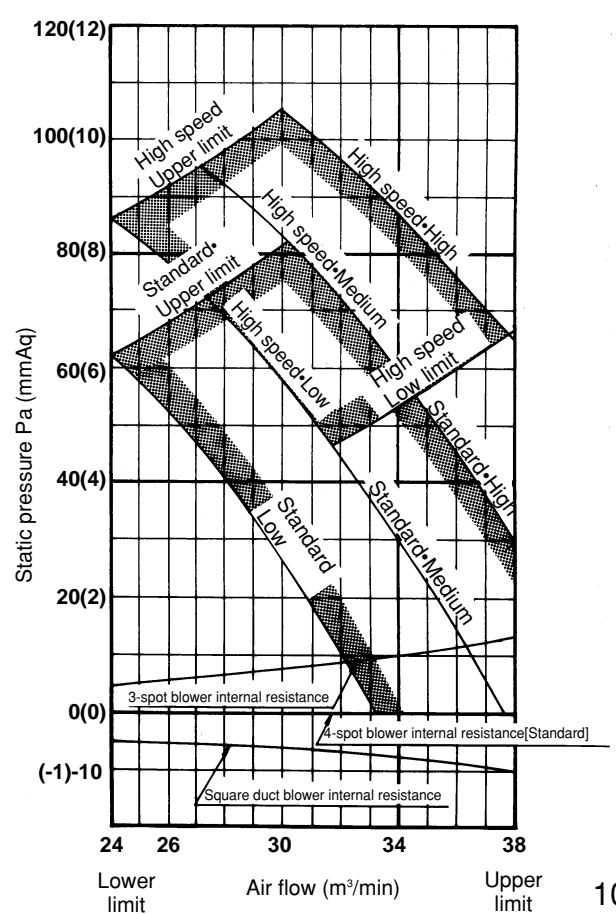 120(12)
100(10)
80(8)
60(6)
40(4)
20(2)
0(0)
(-1)-10
Static pressure Pa (mmAq)
High speed
Upper limit
High speed•High
Standard•
Upper limit
High speed•Medium
High speed•Low
High speed
Low limit
Standard•High
Standard•Medium
Standard
Low
3-spot blower internal resistance
4-spot blower internal resistance[Standard]
Square duct blower internal resistance
24
30
34
38
Lower
limit
Air flow (m³/min)
Upper
limit
10